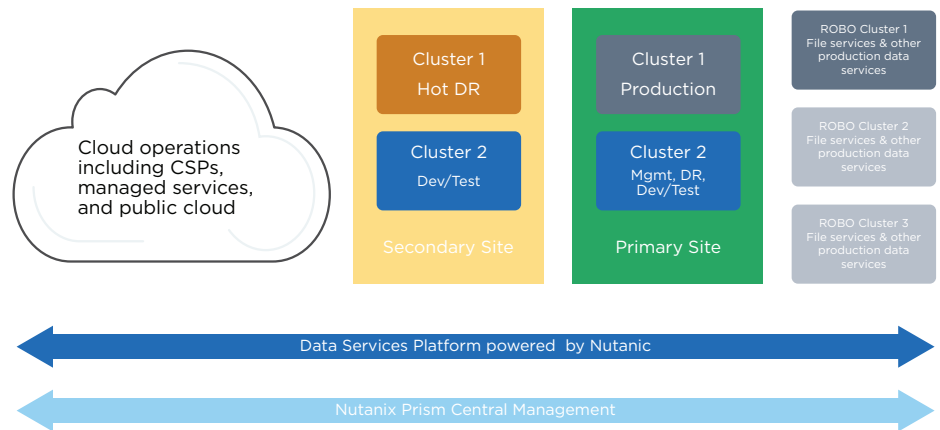 Cloud operations
including CSPs,
managed services,
and public cloud
Cluster 1
Hot DR
Cluster 2
Dev/Test
Secondary Site
Cluster 1
Production
Cluster 2
Mgmt, DR,
Dev/Test
Primary Site
ROBO Cluster 1
File services & other
production data
services
ROBO Cluster 2
File services & other
production data
services
ROBO Cluster 3
File services & other
production data
services
Data Services Platform powered  by Nutanic
Nutanix Prism Central Management